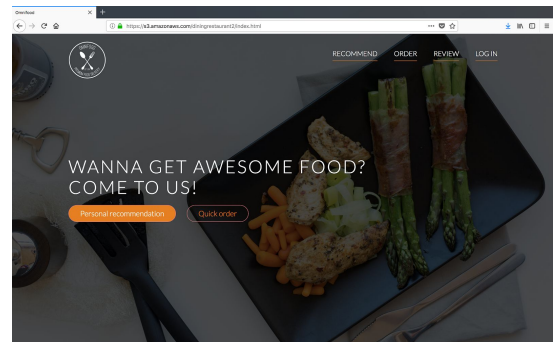 Omnifood
https://s3.amazonaws.com/diningrestaurant2/index.html
RECOMMEND ORDER REVIEW LOG IN
WANNA GET AWESOME FOOD?
COME TO US!
Personal recommendation Quick order